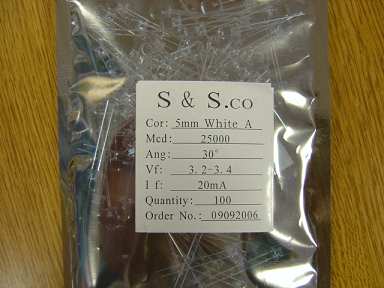 S & S.CO
Cor: 5mm White A
Mcd: 25000
Ang: 30°
Vf: 3.2-3.4
I f: 20mA
Quantity: 100
Order No.: 09092006